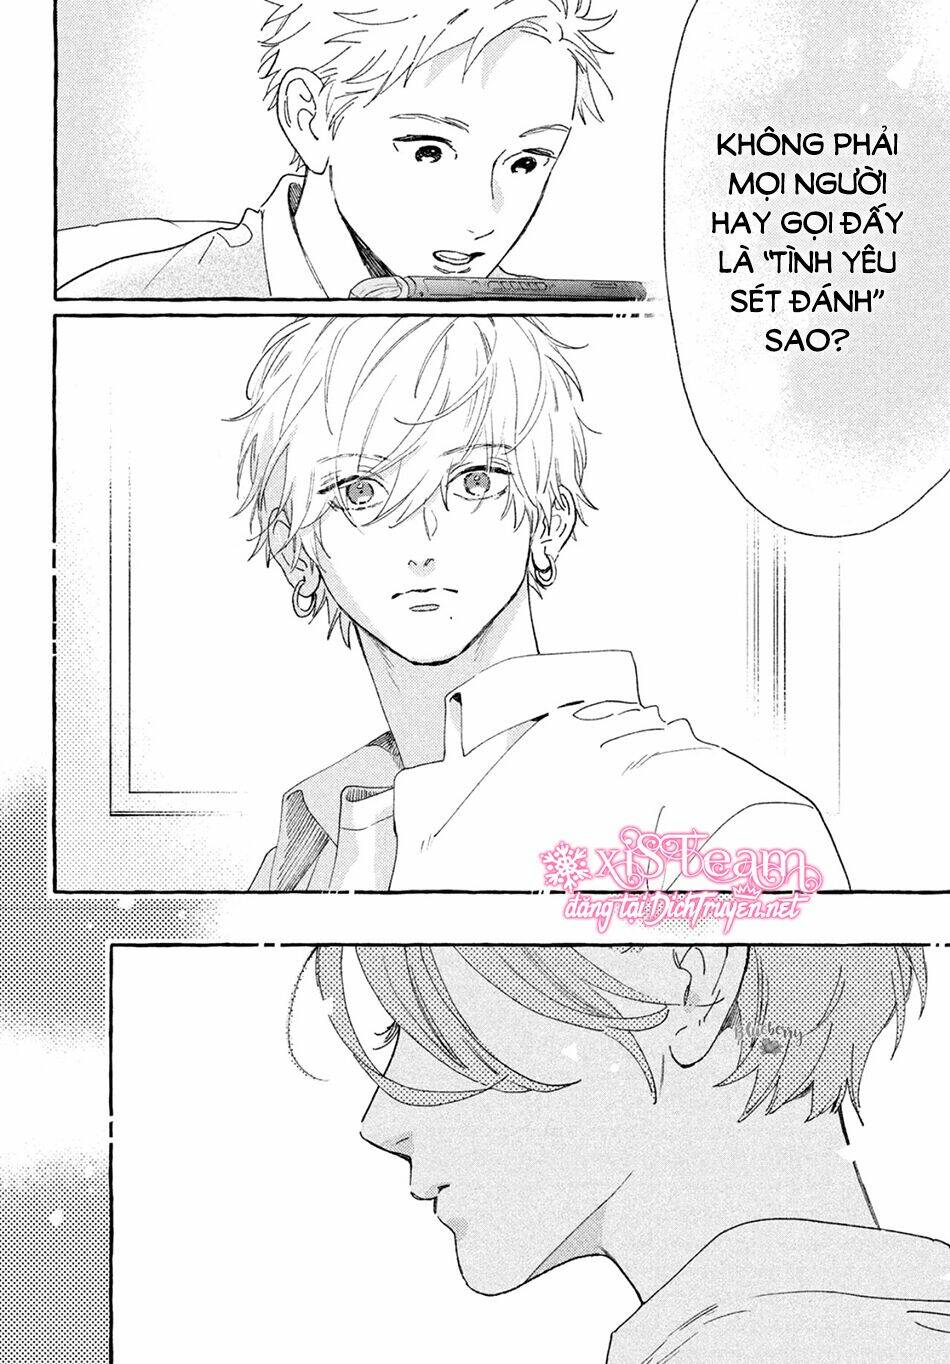 KHÔNG PHẢI
MỌI NGƯỜI
HAY GỌI ĐẤY
LÀ "TÌNH YÊU
SÉT ĐÁNH"
SAO?
xiSTeam
đăng tại DichTruyen.net
Blueberry